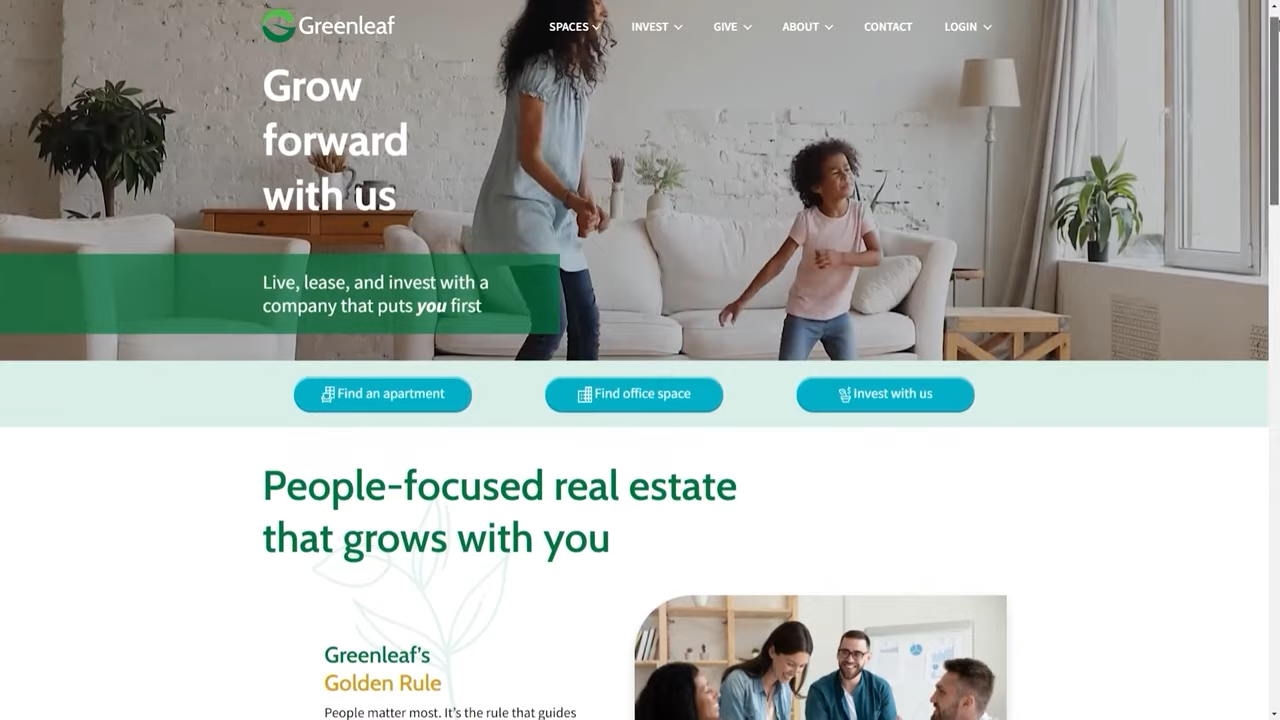 Greenleaf
SPACES
INVEST
GIVE
ABOUT
CONTACT
LOGIN
Grow
forward
with us
Live, lease, and invest with a
company that puts you first
Find an apartment
Find office space
Invest with us
People-focused real estate
that grows with you
Greenleaf’s
Golden Rule
People matter most. It’s the rule that guides